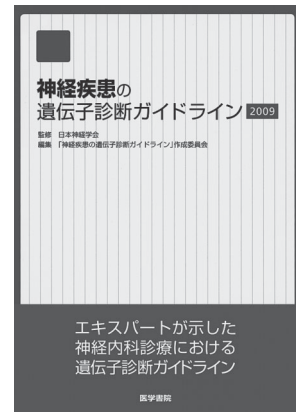 神経疾患の
遺伝子診断ガイドライン 2009
監修 日本神経学会
編集 「神経疾患の遺伝子診断ガイドライン」作成委員会
エキスパートが示した
神経内科診療における
遺伝子診断ガイドライン
医学書院